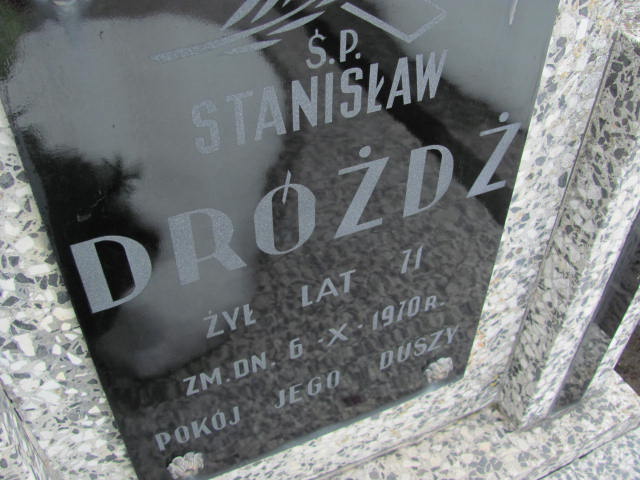 Ś.P.
STANISŁAW
DRÓŻDŻ
ŻYŁ LAT 71
ZM. DN. 6-X-1970 R.
POKÓJ JEGO DUSZY